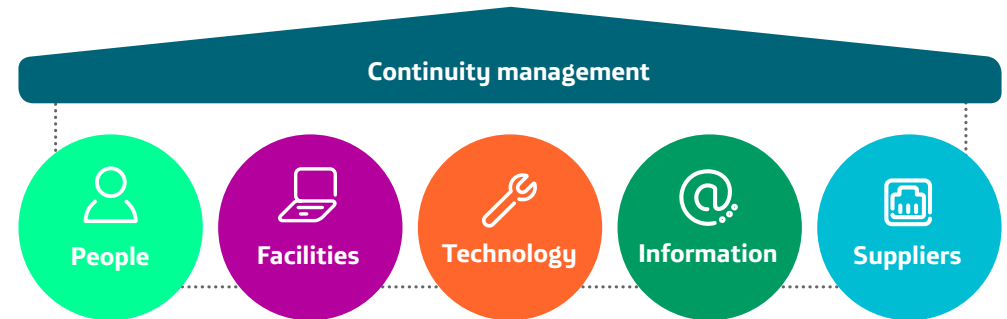 Continuity management
People
Facilities
Technology
Information
Suppliers